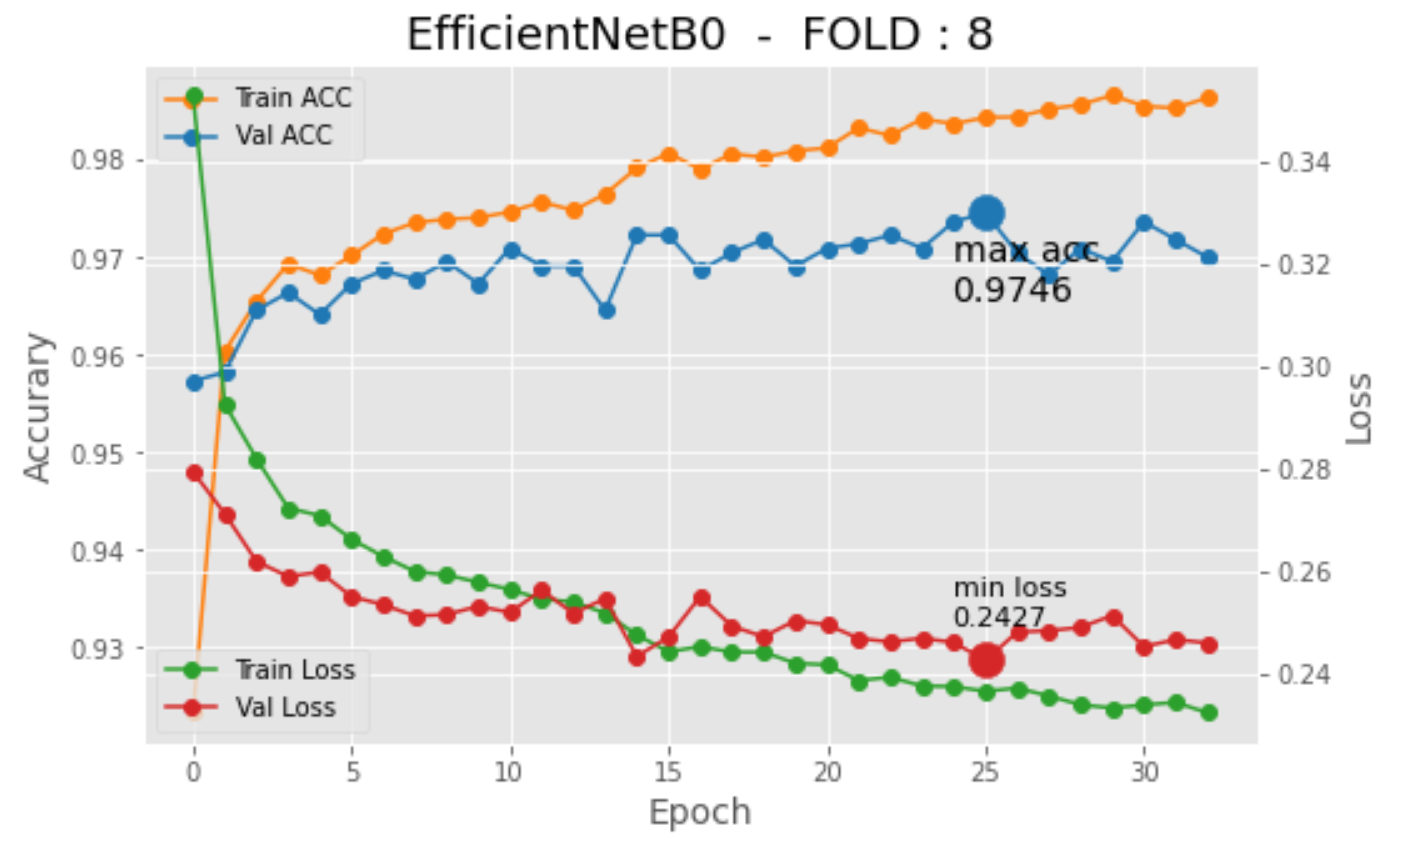 EfficientNetB0 - FOLD : 8
Train ACC
Val ACC
0.98
0.97
0.96
0.95
0.94
0.93
Accurary
0.34
0.32
0.30
0.28
0.26
0.24
Loss
max acc
0.9746
min loss
0.2427
Train Loss
Val Loss
0
5
10
15
20
25
30
Epoch